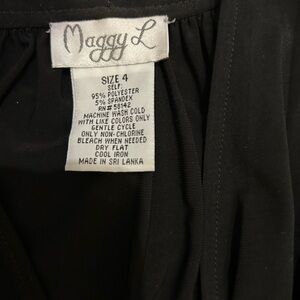 Maggy L
SIZE 4
SELF:
95% POLYESTER
5% SPANDEX
RN# 58142
MACHINE WASH COLD
WITH LIKE COLORS ONLY
GENTLE CYCLE
ONLY NON-CHLORINE
BLEACH WHEN NEEDED
DRY FLAT
COOL IRON
MADE IN SRI LANKA